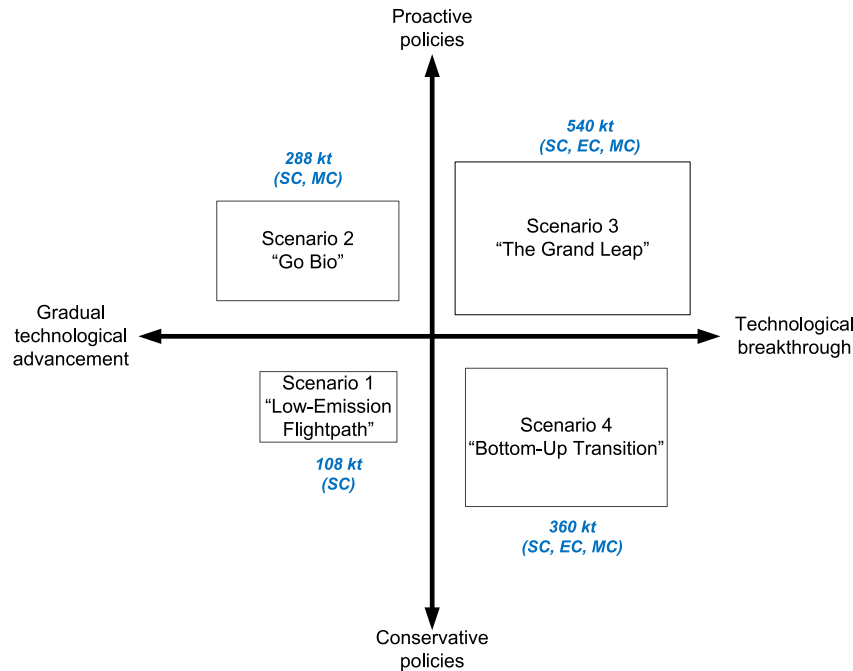 Proactive
policies
540 kt
(SC, EC, MC)
288 kt
(SC, MC)
Scenario 2
“Go Bio”
Scenario 3
“The Grand Leap”
Gradual
technological
advancement
Technological
breakthrough
Scenario 1
“Low-Emission
Flightpath”
108 kt
(SC)
Scenario 4
“Bottom-Up Transition”
360 kt
(SC, EC, MC)
Conservative
policies